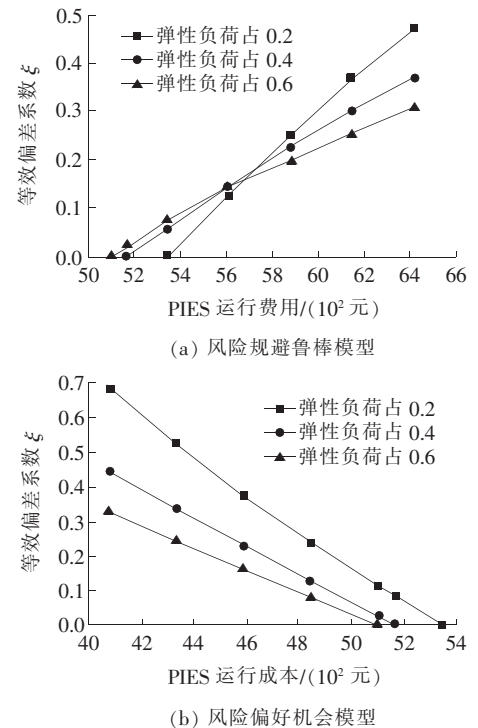 0.5
0.4
0.3
0.2
0.1
0.0
等效偏差系数 ξ
弹性负荷占 0.2
弹性负荷占 0.4
弹性负荷占 0.6
50 52 54 56 58 60 62 64 66
PIES 运行费用/(10² 元)
(a) 风险规避鲁棒模型
0.7
0.6
0.5
0.4
0.3
0.2
0.1
0.0
等效偏差系数 ξ
弹性负荷占 0.2
弹性负荷占 0.4
弹性负荷占 0.6
40 42 44 46 48 50 52 54
PIES 运行成本/(10² 元)
(b) 风险偏好机会模型